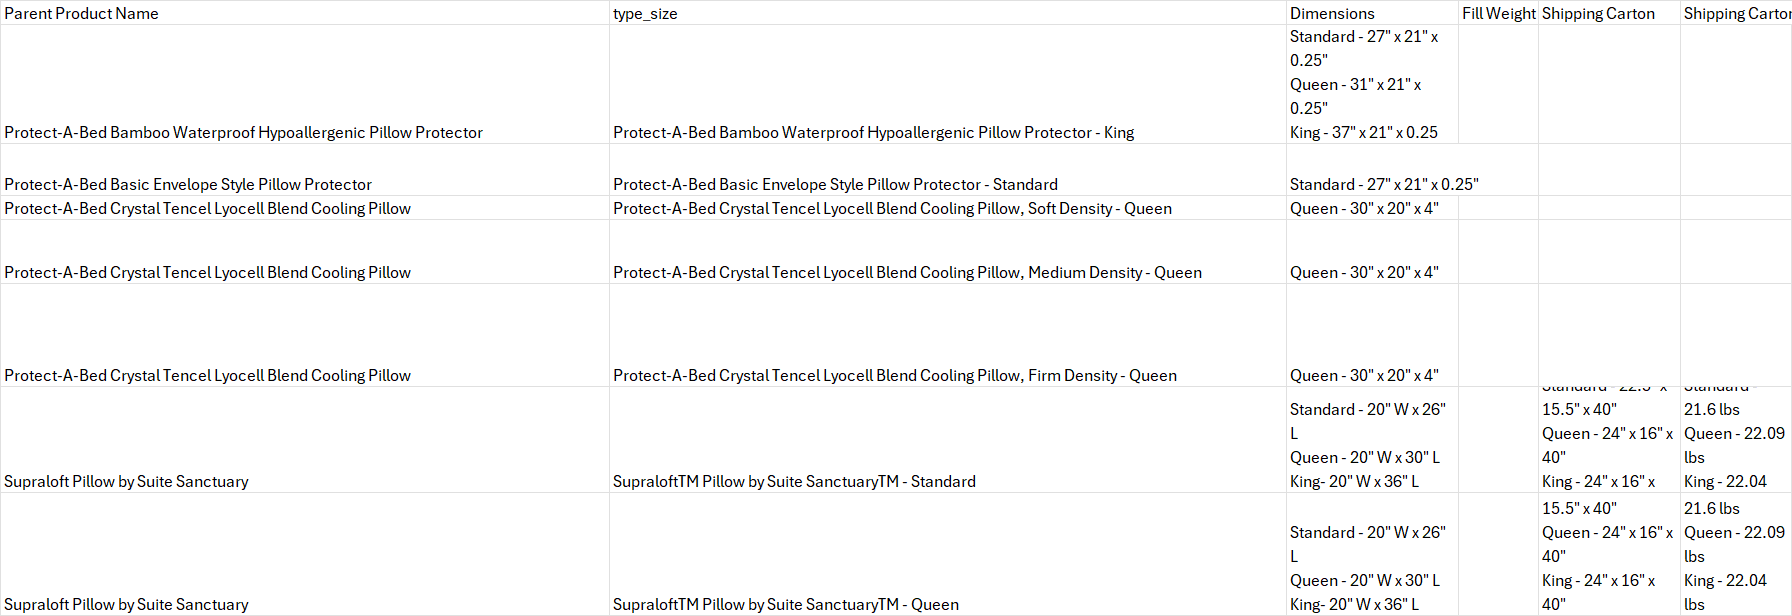 Parent Product Name
type_size
Dimensions
Fill Weight
Shipping Carton
Shipping Carton
Protect-A-Bed Bamboo Waterproof Hypoallergenic Pillow Protector
Protect-A-Bed Bamboo Waterproof Hypoallergenic Pillow Protector - King
Standard - 27" x 21" x
0.25"
Queen - 31" x 21" x
0.25"
King - 37" x 21" x 0.25
Protect-A-Bed Basic Envelope Style Pillow Protector
Protect-A-Bed Basic Envelope Style Pillow Protector - Standard
Standard - 27" x 21" x 0.25"
Protect-A-Bed Crystal Tencel Lyocell Blend Cooling Pillow
Protect-A-Bed Crystal Tencel Lyocell Blend Cooling Pillow, Soft Density - Queen
Queen - 30" x 20" x 4"
Protect-A-Bed Crystal Tencel Lyocell Blend Cooling Pillow
Protect-A-Bed Crystal Tencel Lyocell Blend Cooling Pillow, Medium Density - Queen
Queen - 30" x 20" x 4"
Protect-A-Bed Crystal Tencel Lyocell Blend Cooling Pillow
Protect-A-Bed Crystal Tencel Lyocell Blend Cooling Pillow, Firm Density - Queen
Queen - 30" x 20" x 4"
Supraloft Pillow by Suite Sanctuary
SupraloftTM Pillow by Suite SanctuaryTM - Standard
Standard - 20" W x 26"
L
Queen - 20" W x 30" L
King- 20" W x 36" L
Standard - 22.5" x
15.5" x 40"
Queen - 24" x 16" x
40"
King - 24" x 16" x
Standard -
21.6 lbs
Queen - 22.09
lbs
King - 22.04
Supraloft Pillow by Suite Sanctuary
SupraloftTM Pillow by Suite SanctuaryTM - Queen
Standard - 20" W x 26"
L
Queen - 20" W x 30" L
King- 20" W x 36" L
15.5" x 40"
Queen - 24" x 16" x
40"
King - 24" x 16" x
40"
21.6 lbs
Queen - 22.09
lbs
King - 22.04
lbs